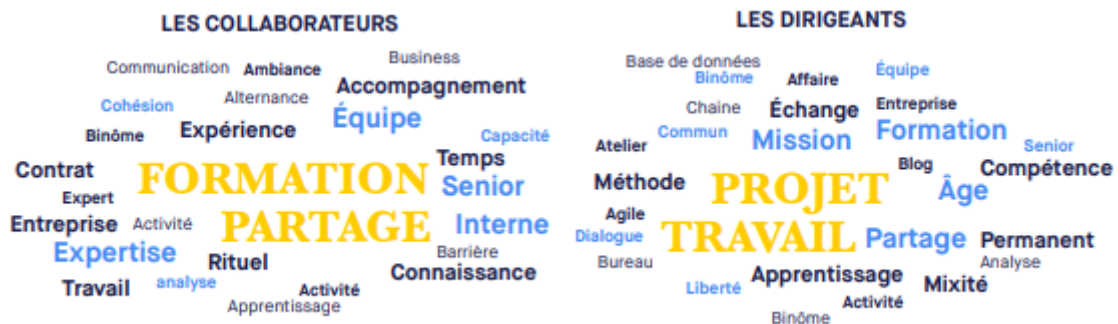 LES COLLABORATEURS
Business
Communication
Ambiance
Accompagnement
Alternance
Cohésion
Équipe
Binôme
Expérience
Capacité
Temps
Contrat
FORMATION
Senior
Expert
Entreprise
Activité
PARTAGE
Interne
Expertise
Rituel
Barrière
Connaissance
Travail
analyse
Activité
Apprentissage
LES DIRIGEANTS
Base de données
Binôme
Affaire
Équipe
Chaine
Échange
Entreprise
Atelier
Commun
Mission
Formation
Senior
Blog
Compétence
Méthode
PROJET
Âge
Agile
Dialogue
TRAVAIL
Partage
Permanent
Bureau
Analyse
Apprentissage
Mixité
Liberté
Activité
Binôme